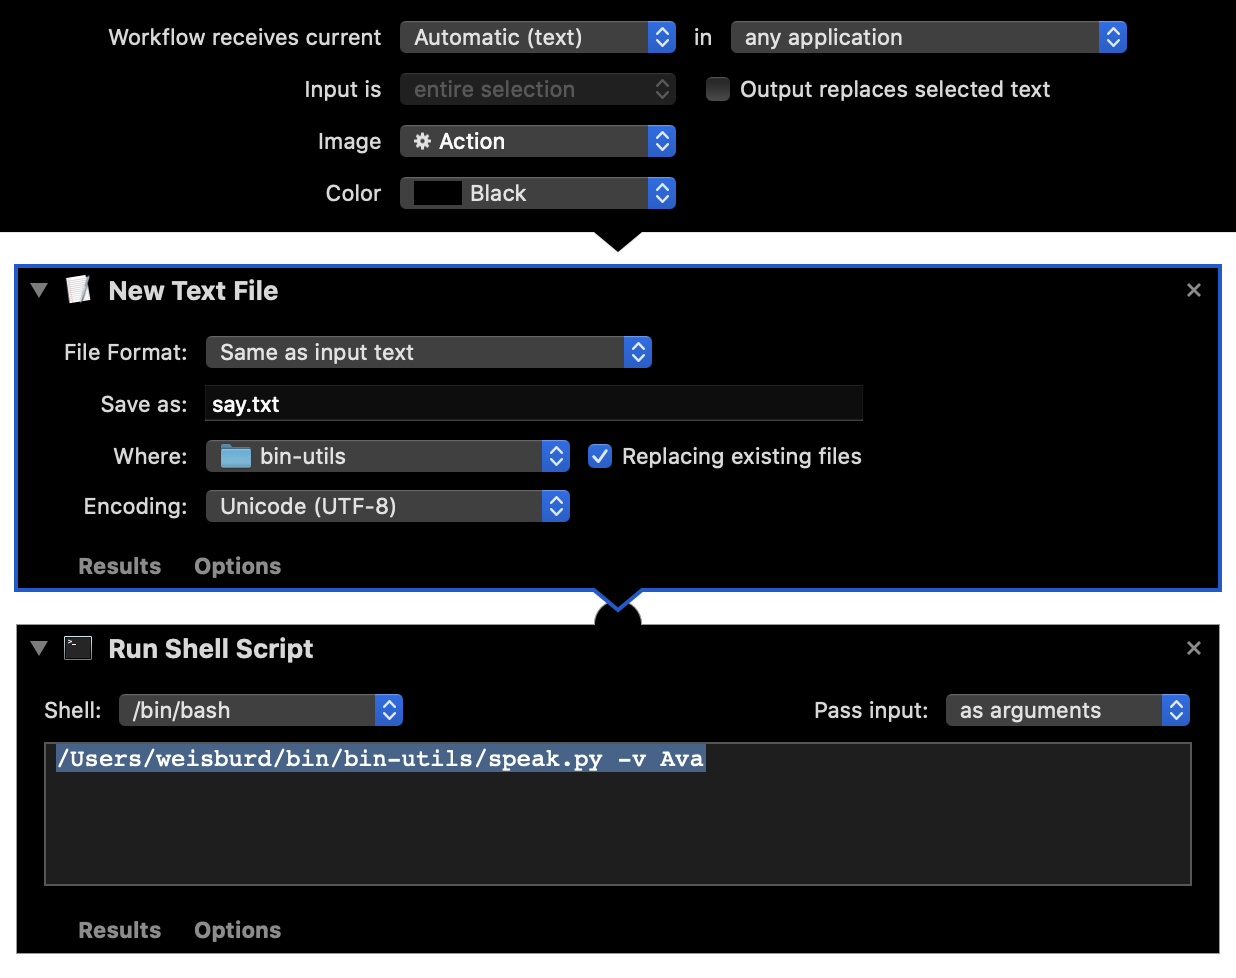 Workflow receives current Automatic (text) in any application
Input is entire selection Output replaces selected text
Image Action
Color Black
New Text File
File Format: Same as input text
Save as: say.txt
Where: bin-utils Replacing existing files
Encoding: Unicode (UTF-8)
Results Options
Run Shell Script
Shell: /bin/bash Pass input: as arguments
/Users/weisburd/bin/bin-utils/speak.py -v Ava
Results Options